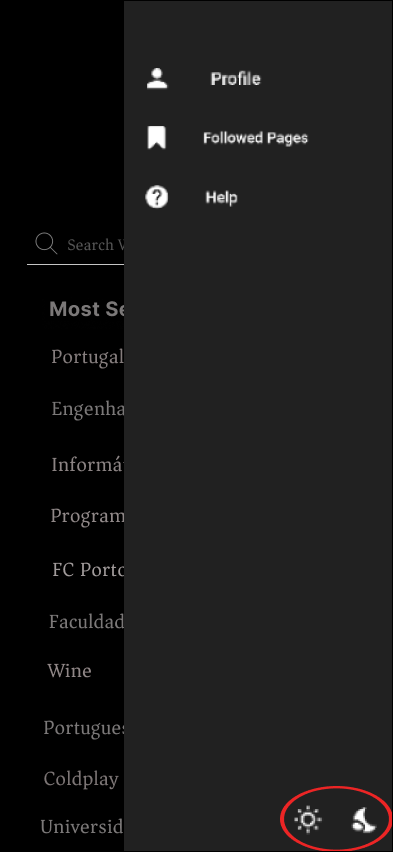 Profile
Followed Pages
Help
Search
Most Se
Portugal
Engenha
Informá
Program
FC Porto
Faculdad
Wine
Portugues
Coldplay
Universid